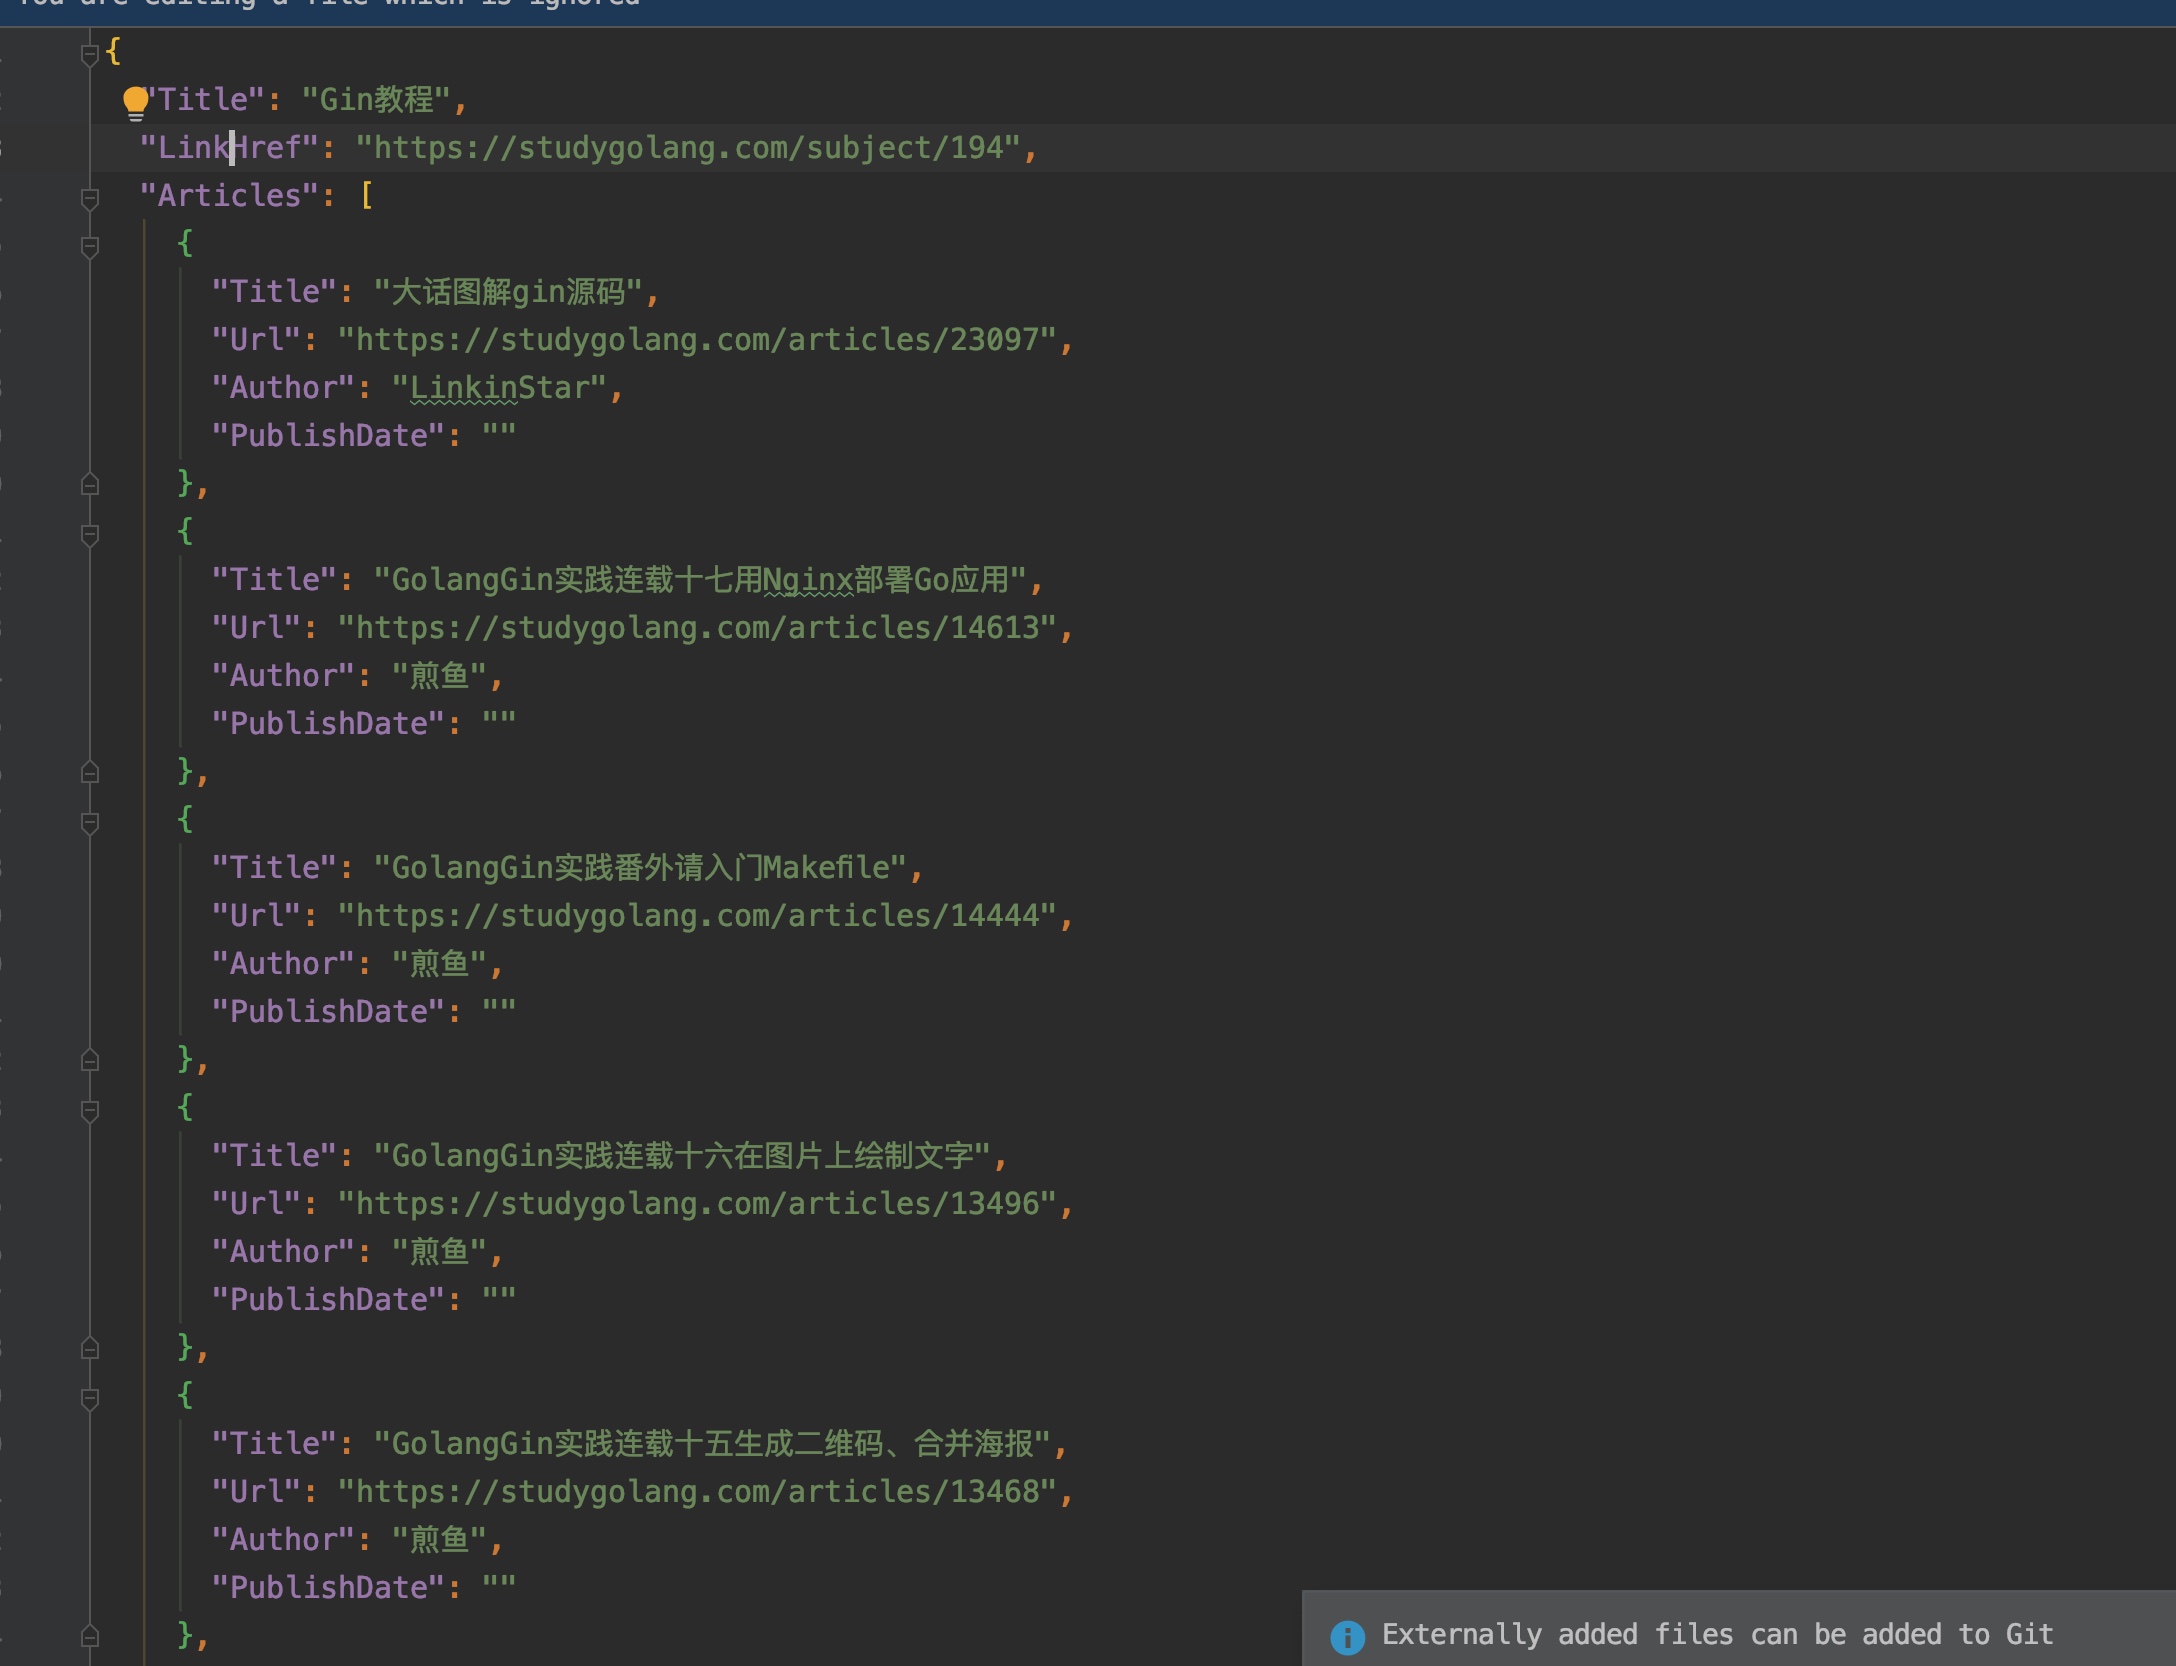 You are editing a file which is ignored
{
"Title": "Gin教程",
"LinkHref": "https://studygolang.com/subject/194",
"Articles": [
{
"Title": "大话图解gin源码",
"Url": "https://studygolang.com/articles/23097",
"Author": "LinkinStar",
"PublishDate": ""
},
{
"Title": "GolangGin实践连载十七用Nginx部署Go应用",
"Url": "https://studygolang.com/articles/14613",
"Author": "煎鱼",
"PublishDate": ""
},
{
"Title": "GolangGin实践番外请入门Makefile",
"Url": "https://studygolang.com/articles/14444",
"Author": "煎鱼",
"PublishDate": ""
},
{
"Title": "GolangGin实践连载十六在图片上绘制文字",
"Url": "https://studygolang.com/articles/13496",
"Author": "煎鱼",
"PublishDate": ""
},
{
"Title": "GolangGin实践连载十五生成二维码、合并海报",
"Url": "https://studygolang.com/articles/13468",
"Author": "煎鱼",
"PublishDate": ""
},
Externally added files can be added to Git